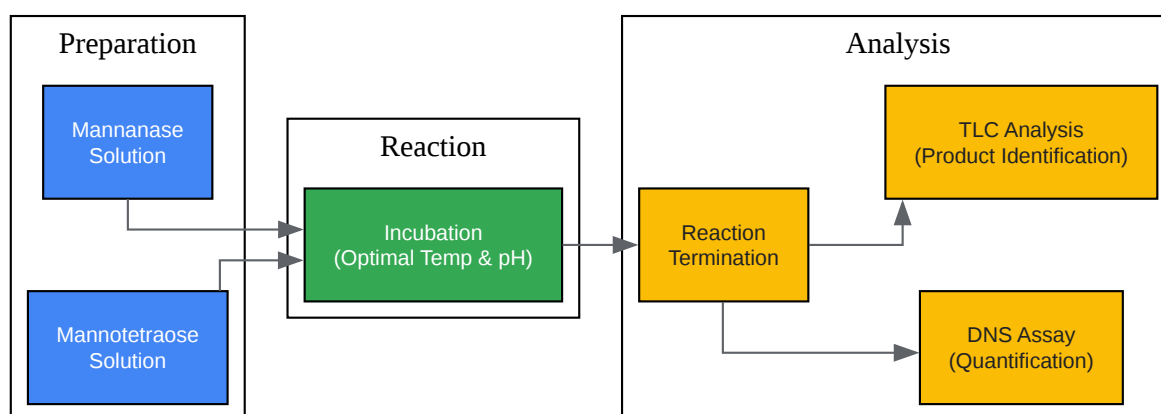 Preparation
Mannanase
Solution
Mannotetraose
Solution
Reaction
Incubation
(Optimal Temp & pH)
Analysis
Reaction
Termination
TLC Analysis
(Product Identification)
DNS Assay
(Quantification)